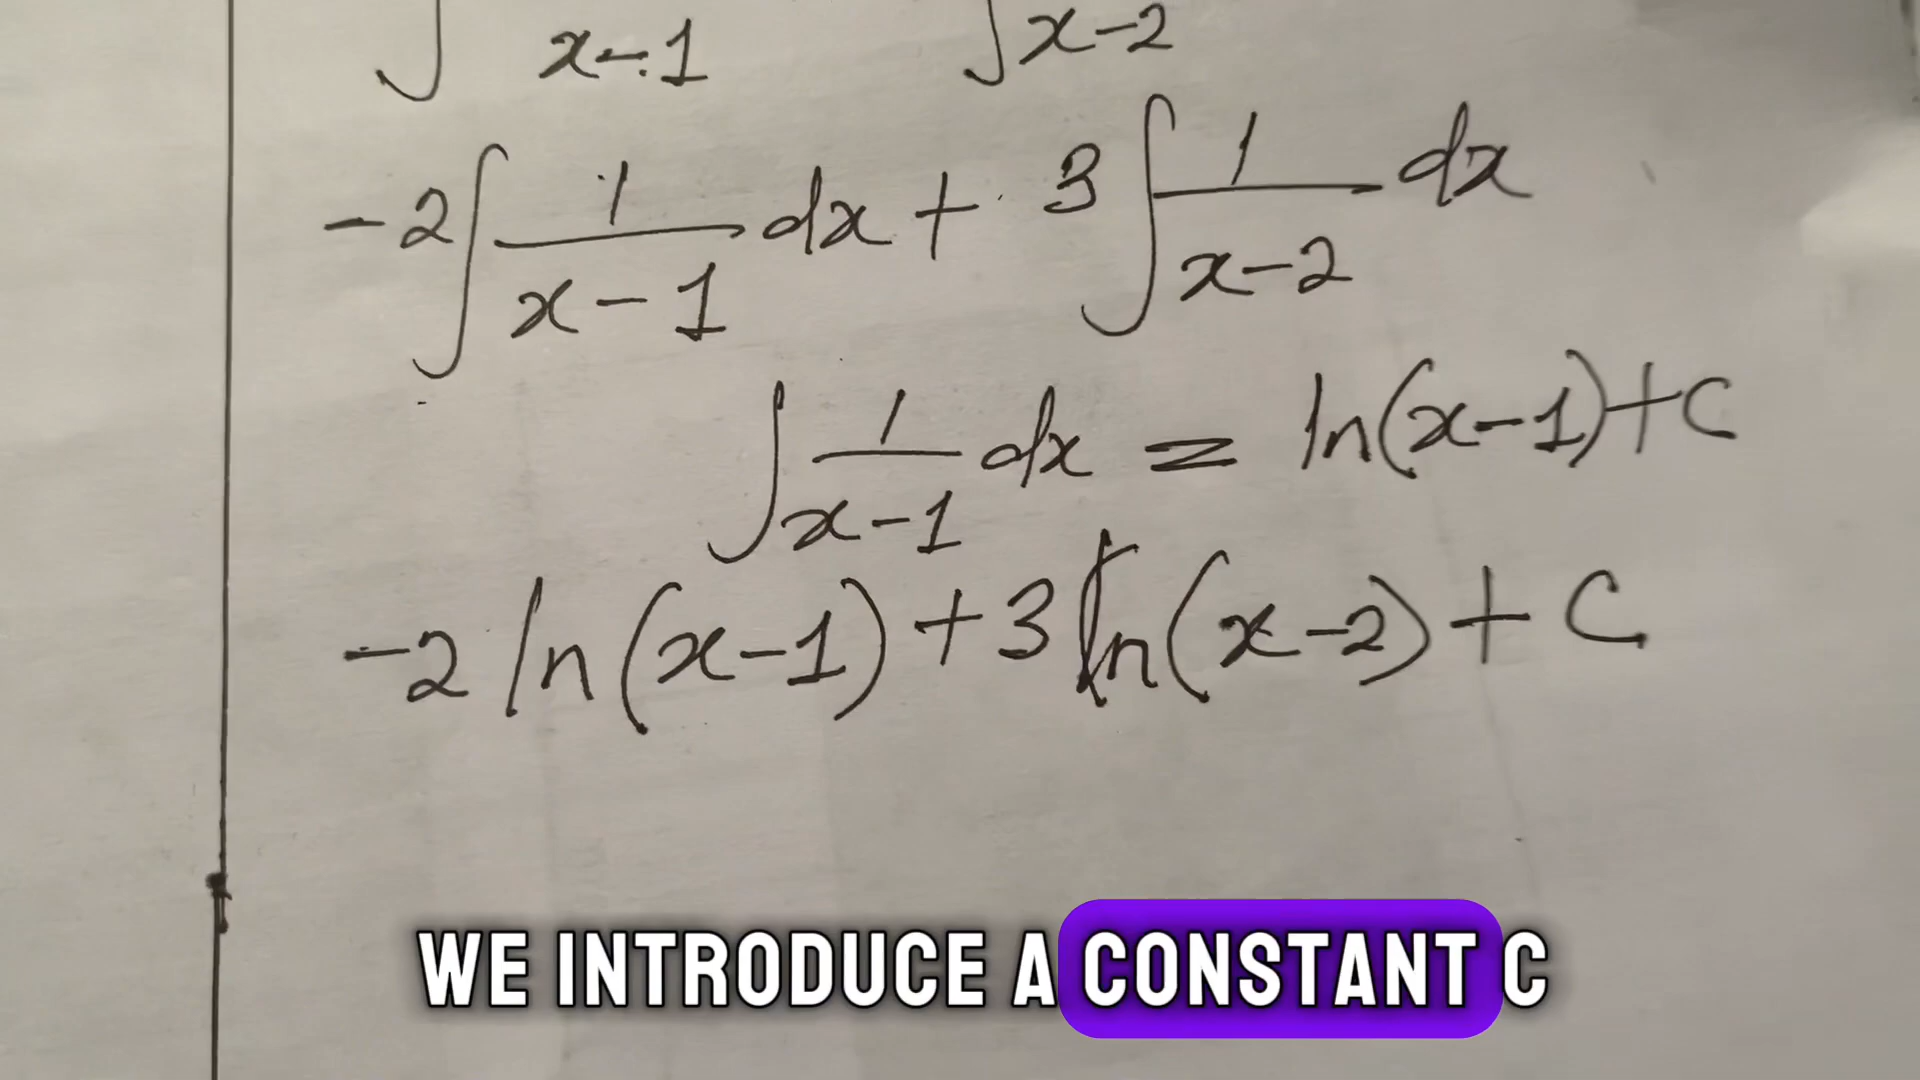 ∫ x-1 ∫ x-2
-2 ∫ 1/(x-1) dx + 3 ∫ 1/(x-2) dx
∫ 1/(x-1) dx = ln(x-1)+c
-2 ln(x-1) + 3 ln(x-2) + c
WE INTRODUCE A CONSTANT C